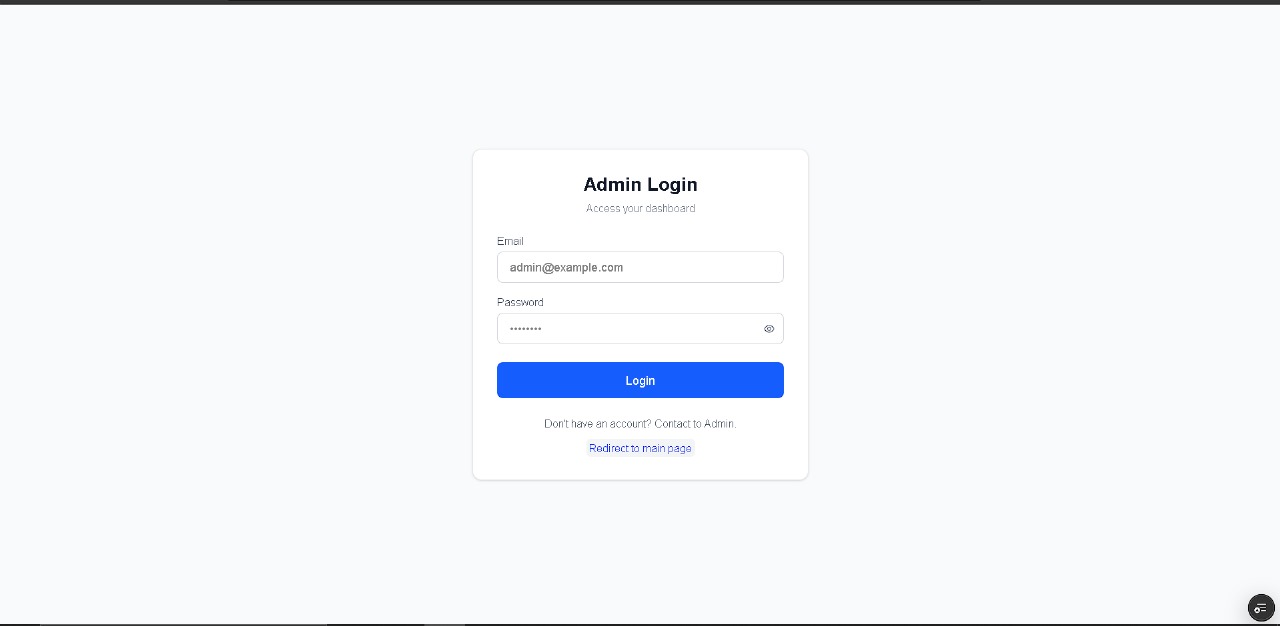 Admin Login
Access your dashboard
Email
admin@example.com
Password
••••••••
Login
Don't have an account? Contact to Admin.
Redirect to main page